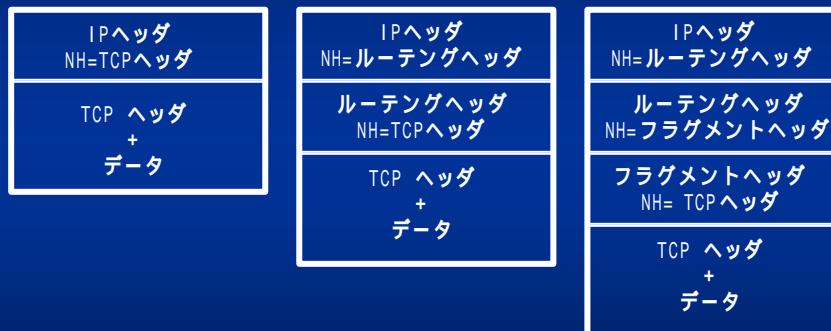 IPヘッダ
NH=TCPヘッダ
TCP ヘッダ
+
データ
IPヘッダ
NH=ルーテングヘッダ
ルーテングヘッダ
NH=TCPヘッダ
TCP ヘッダ
+
データ
IPヘッダ
NH=ルーテングヘッダ
ルーテングヘッダ
NH=フラグメントヘッダ
フラグメントヘッダ
NH= TCPヘッダ
TCP ヘッダ
+
データ